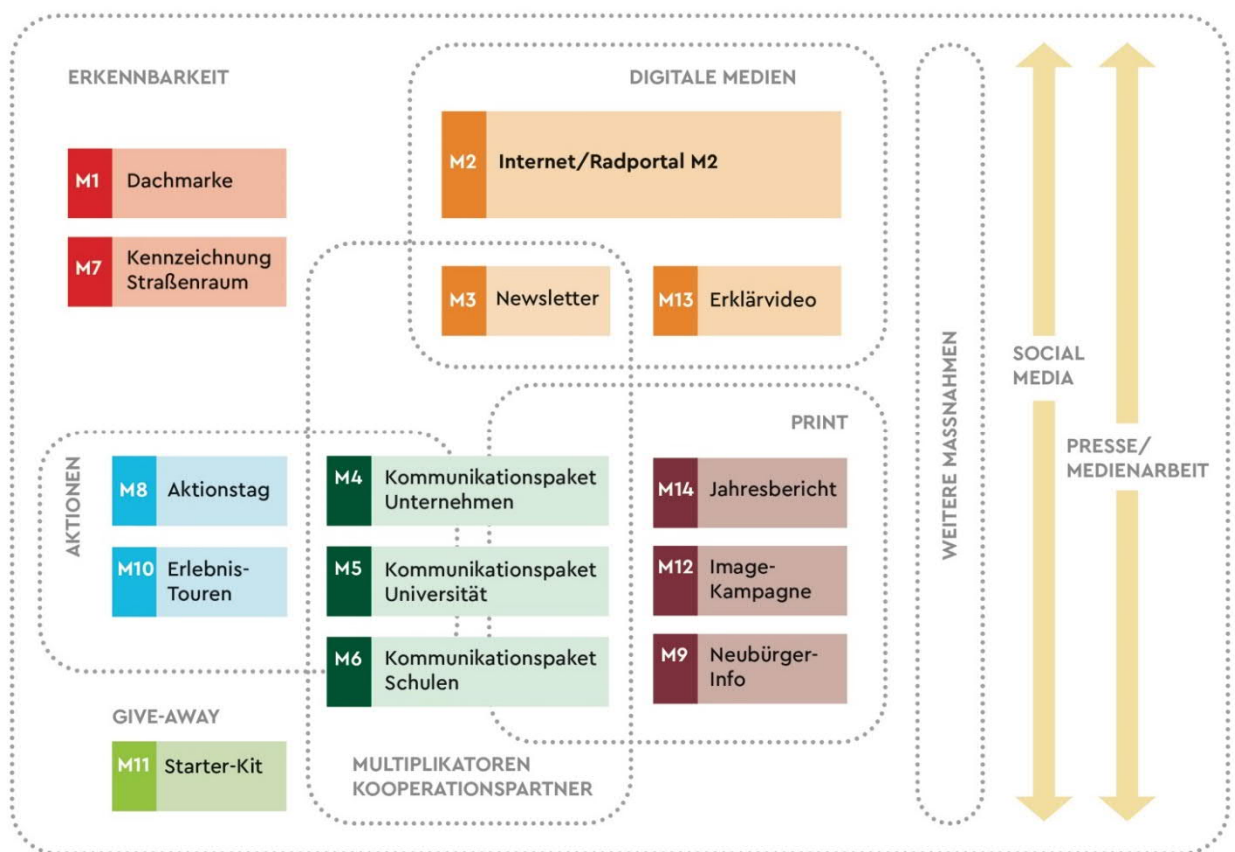 ERKENNBARKEIT
DIGITALE MEDIEN
M1 Dachmarke
M2 Internet/Radportal M2
M7 Kennzeichnung
Straßenraum
M3 Newsletter
M13 Erklärvideo
WEITERE MASSNAHMEN
SOCIAL
MEDIA
PRESSE/
MEDIENARBEIT
PRINT
AKTIONEN
M8 Aktionstag
M10 Erlebnis-
Touren
M4 Kommunikationspaket
Unternehmen
M5 Kommunikationspaket
Universität
M6 Kommunikationspaket
Schulen
M14 Jahresbericht
M12 Image-
Kampagne
M9 Neubürger-
Info
GIVE-AWAY
M11 Starter-Kit
MULTIPLIKATOREN
KOOPERATIONSPARTNER